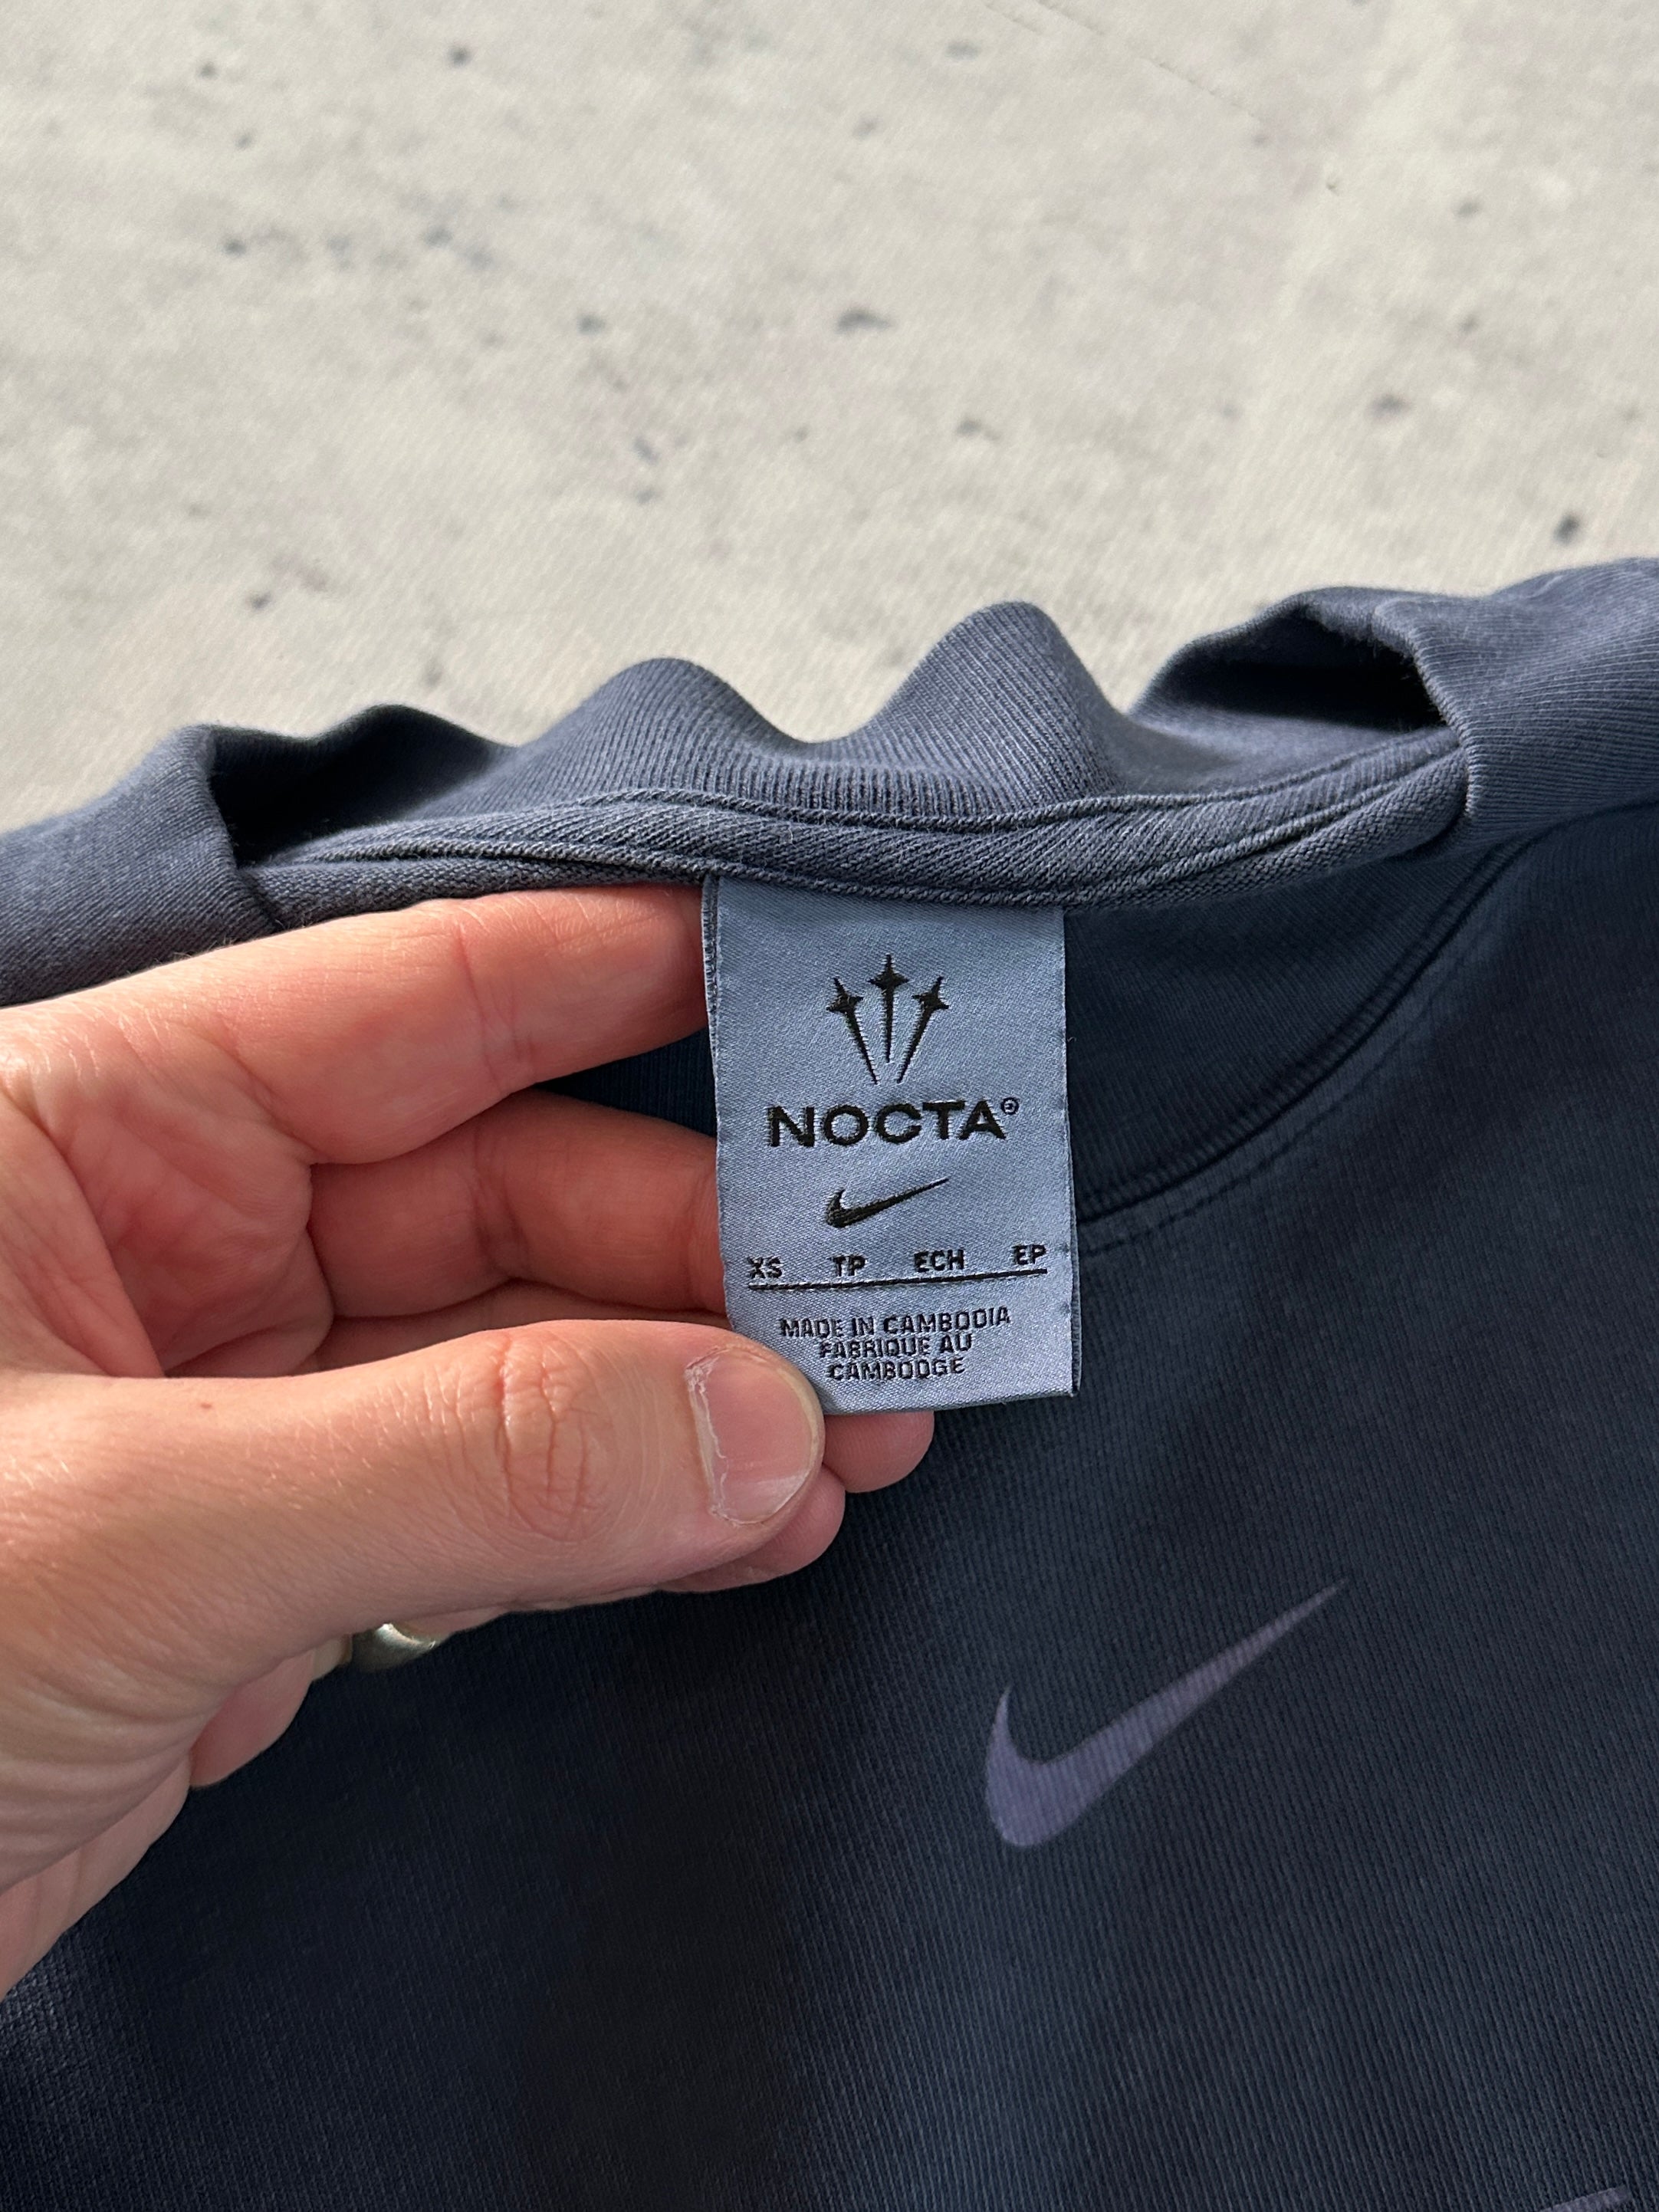 NOCTA®
XS TP ECH EP
MADE IN CAMBODIA
FABRIQUE AU
CAMBODGE